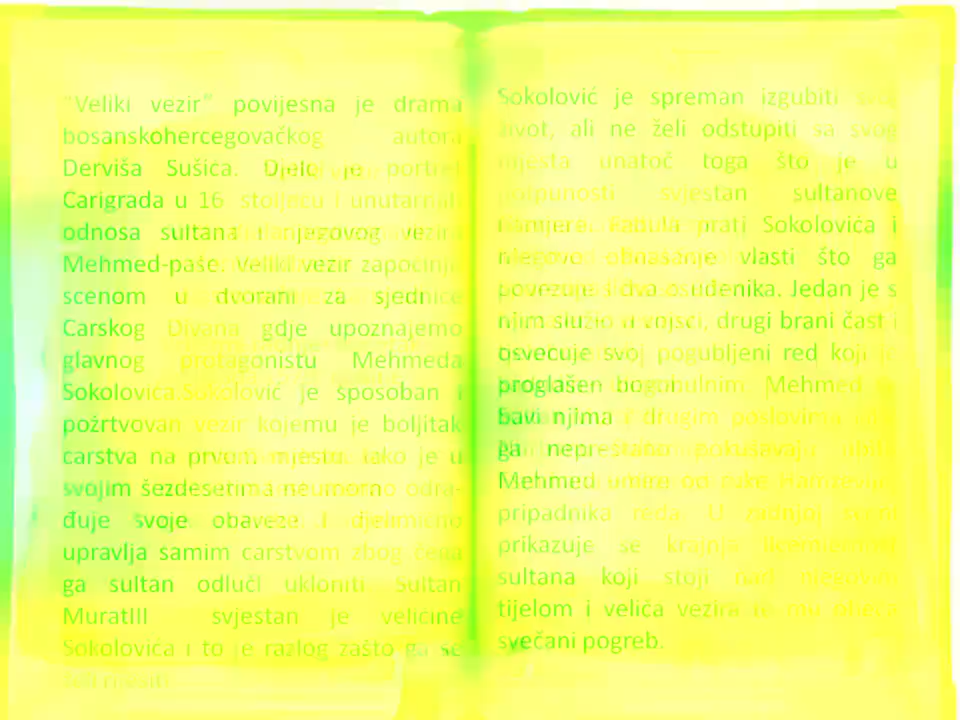 "Veliki vezir" povijesna je drama
bosanskohercegovačkog autora
Derviša Sušića. Djelo je portret
Carigrada u 16 stoljeću i unutarnjih
odnosa sultana i njegovog vezira
Mehmed-paše. Veliki vezir započinje
scenom u dvorani za sjednice
Carskog Divana gdje upoznajemo
glavnog protagonistu Mehmeda
Sokolovića.Sokolović je sposoban i
požrtvovan vezir kojemu je boljitak
carstva na prvom mjestu. Iako je u
svojim šezdesetima neumorno odra-
đuje svoje obaveze i djelimično
upravlja samim carstvom zbog čega
ga sultan odluči ukloniti Sultan
MuratIII svjestan je veličine
Sokolovića i to je razlog zašto ga se
želi riješiti
Sokolović je spreman izgubiti svoj
život, ali ne želi odstupiti sa svog
mjesta unatoč toga što je u
potpunosti svjestan sultanove
namjere. Fabula prati Sokolovića i
njegovo obnašanje vlasti što ga
povezuje i dva osuđenika. Jedan je s
njim služio u vojsci, drugi brani čast i
osvećuje svoj pogubljeni red koji je
proglašen bogohulnim. Mehmed se
bavi njima i drugim poslovima
ga neprestano pokušavaju ubiti.
Mehmed umire od ruke Hamzevije,
pripadnika reda. U zadnjoj sceni
prikazuje se krajnja licemjernost
sultana koji stoji nad njegovim
tijelom i veliča vezira te mu obeća
svečani pogreb.